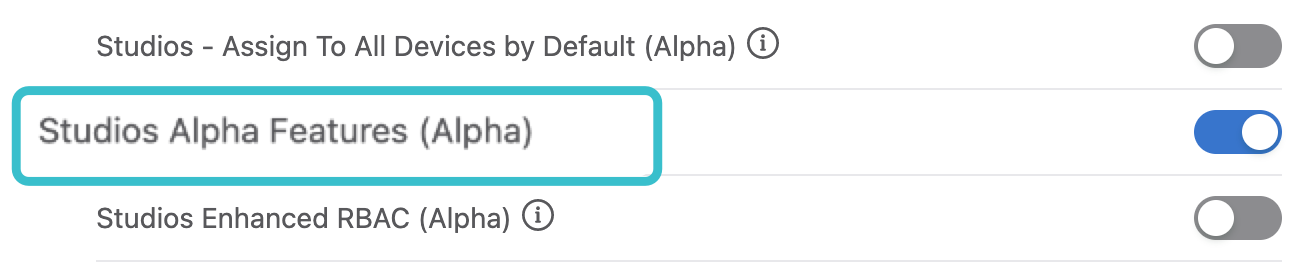 Studios - Assign To All Devices by Default (Alpha)
Studios Alpha Features (Alpha)
Studios Enhanced RBAC (Alpha)